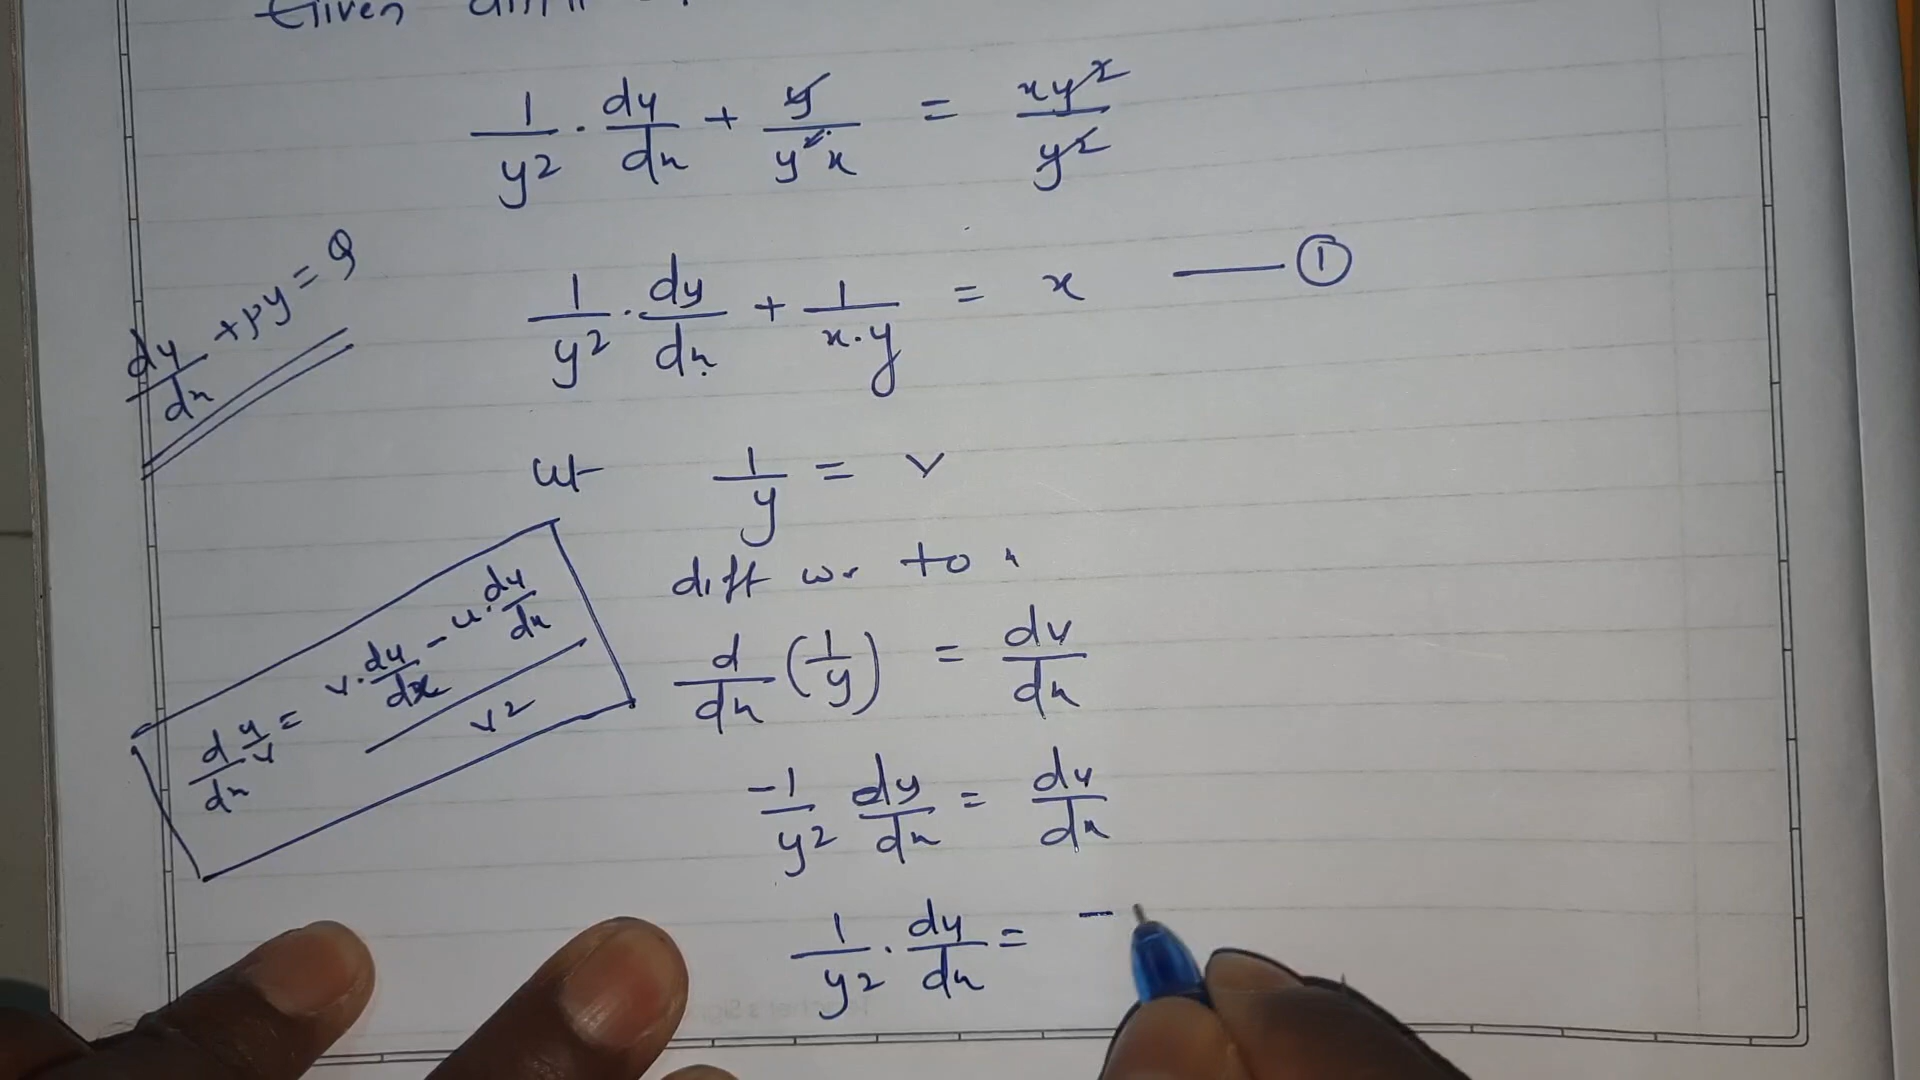 Given
1/y2 . dy/dx + y/y2x = xy2/y2
dy/dx + Py = Q
1/y2 . dy/dx + 1/x.y = x —— ①
let 1/y = v
diff wr to x
d/dx u/v = v. du/dx - u. dv/dx / v2
d/dx (1/y) = dv/dx
-1/y2 dy/dx = dv/dx
1/y2 . dy/dx = -